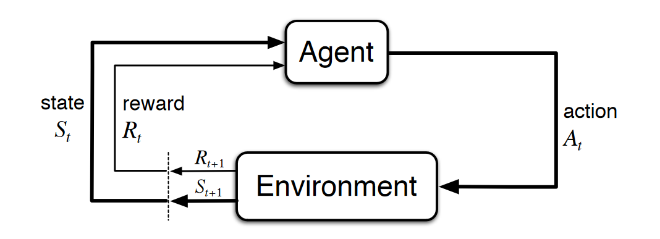 Agent
state
S_t
reward
R_t
action
A_t
R_{t+1}
S_{t+1}
Environment